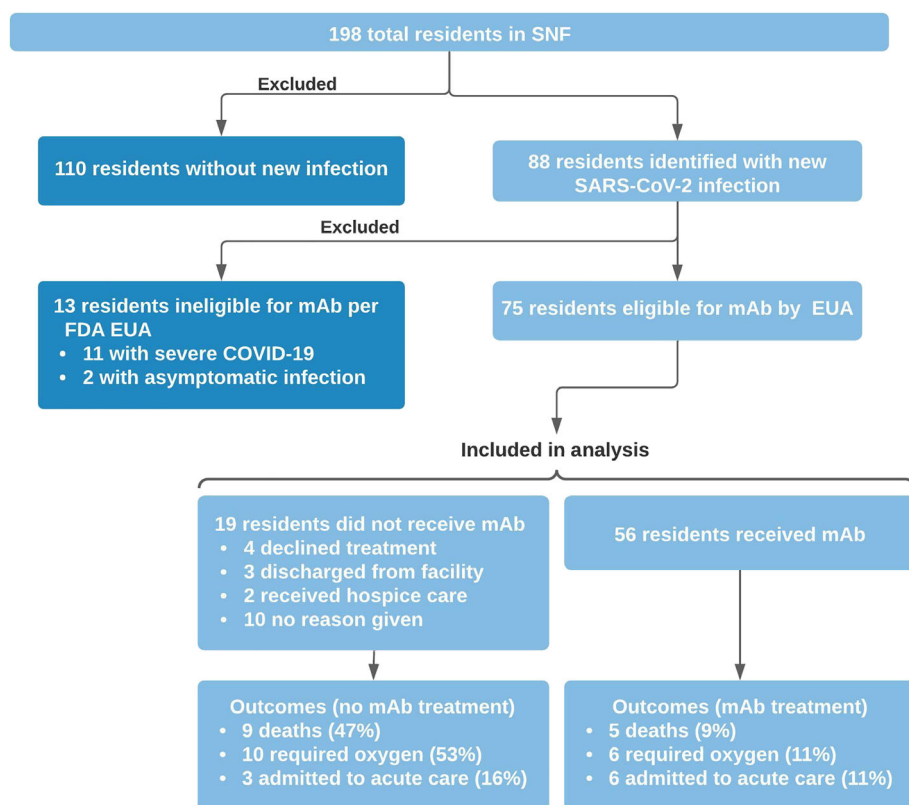 198 total residents in SNF
Excluded
110 residents without new infection
88 residents identified with new
SARS-CoV-2 infection
Excluded
13 residents ineligible for mAb per
FDA EUA
• 11 with severe COVID-19
• 2 with asymptomatic infection
75 residents eligible for mAb by EUA
Included in analysis
19 residents did not receive mAb
• 4 declined treatment
• 3 discharged from facility
• 2 received hospice care
• 10 no reason given
56 residents received mAb
Outcomes (no mAb treatment)
• 9 deaths (47%)
• 10 required oxygen (53%)
• 3 admitted to acute care (16%)
Outcomes (mAb treatment)
• 5 deaths (9%)
• 6 required oxygen (11%)
• 6 admitted to acute care (11%)